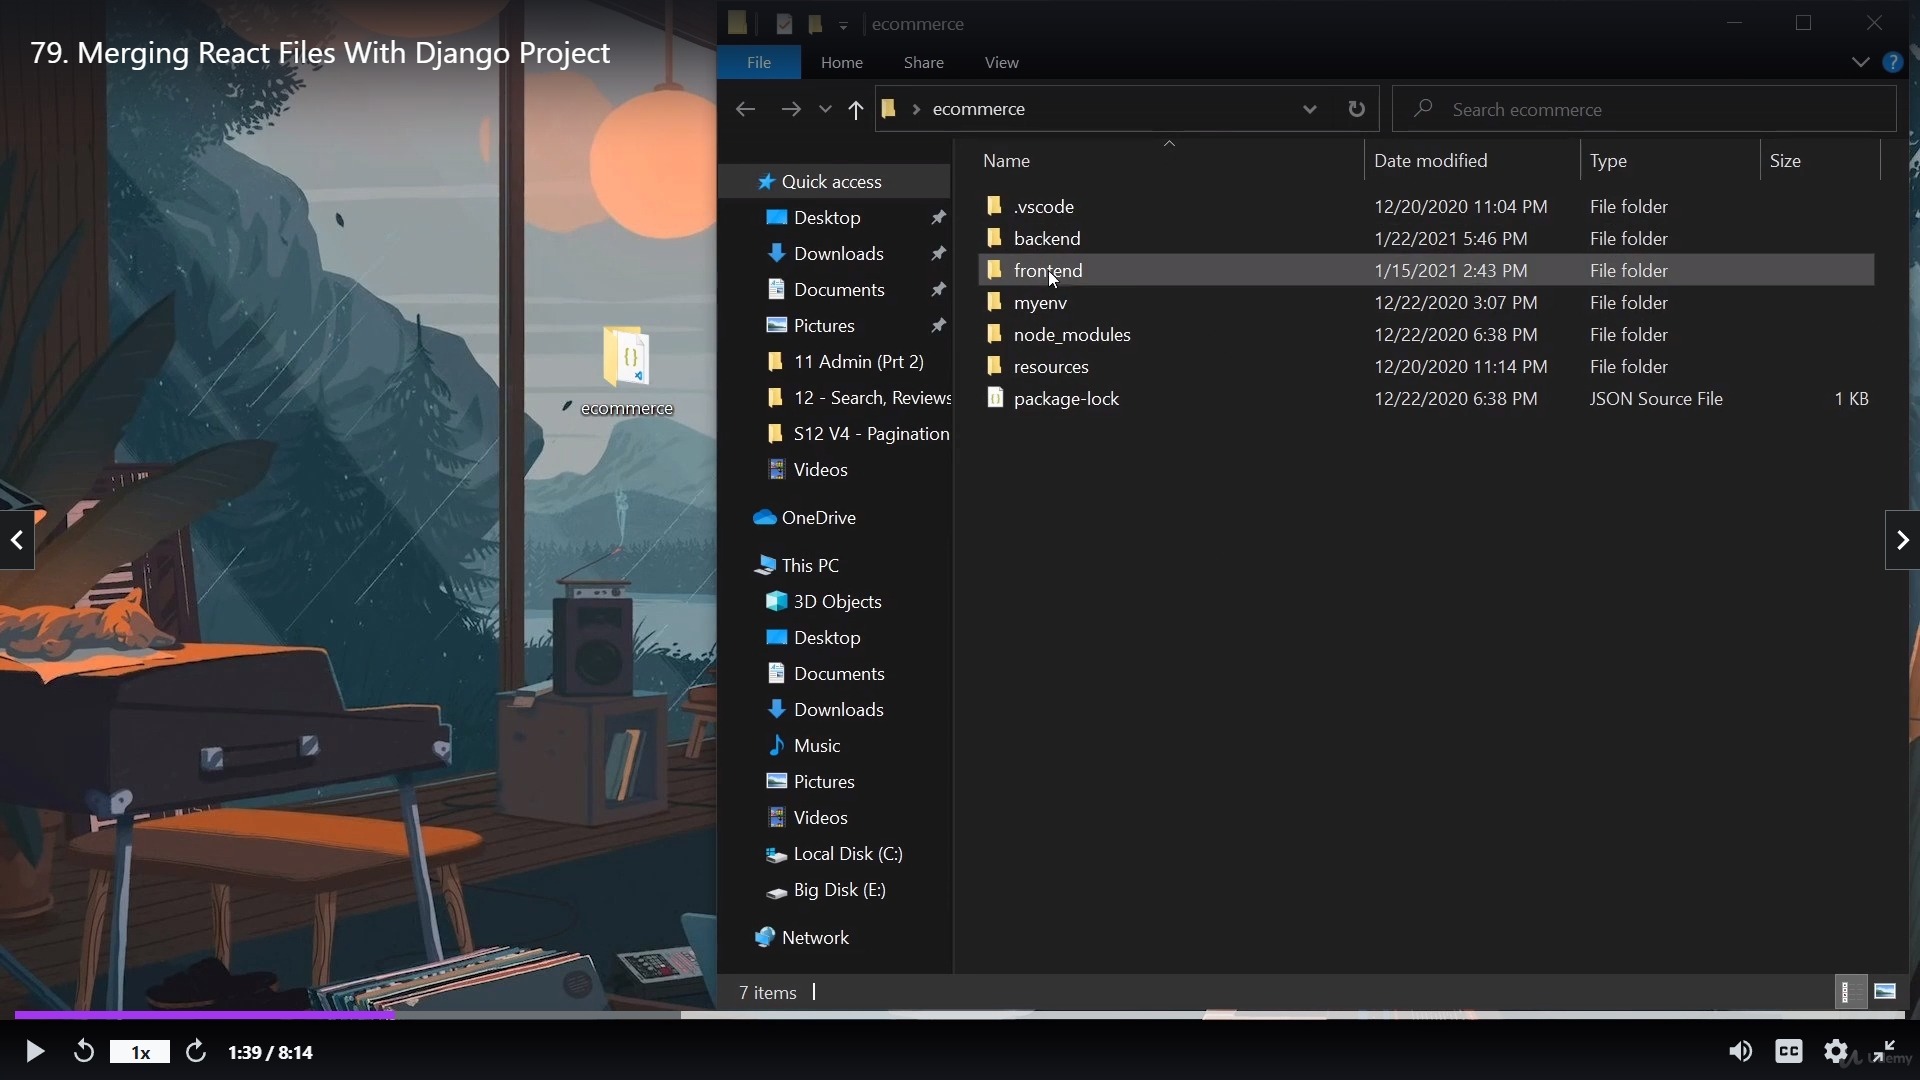 79. Merging React Files With Django Project
ecommerce
File Home Share View
ecommerce
Search ecommerce
Name Date modified Type Size
Quick access
Desktop
Downloads
Documents
Pictures
11 Admin (Prt 2)
12 - Search, Reviews
S12 V4 - Pagination
Videos
OneDrive
This PC
3D Objects
Desktop
Documents
Downloads
Music
Pictures
Videos
Local Disk (C:)
Big Disk (E:)
Network
.vscode 12/20/2020 11:04 PM File folder
backend 1/22/2021 5:46 PM File folder
frontend 1/15/2021 2:43 PM File folder
myenv 12/22/2020 3:07 PM File folder
node_modules 12/22/2020 6:38 PM File folder
resources 12/20/2020 11:14 PM File folder
package-lock 12/22/2020 6:38 PM JSON Source File 1 KB
ecommerce
7 items
1x 1:39 / 8:14
CC
Udemy